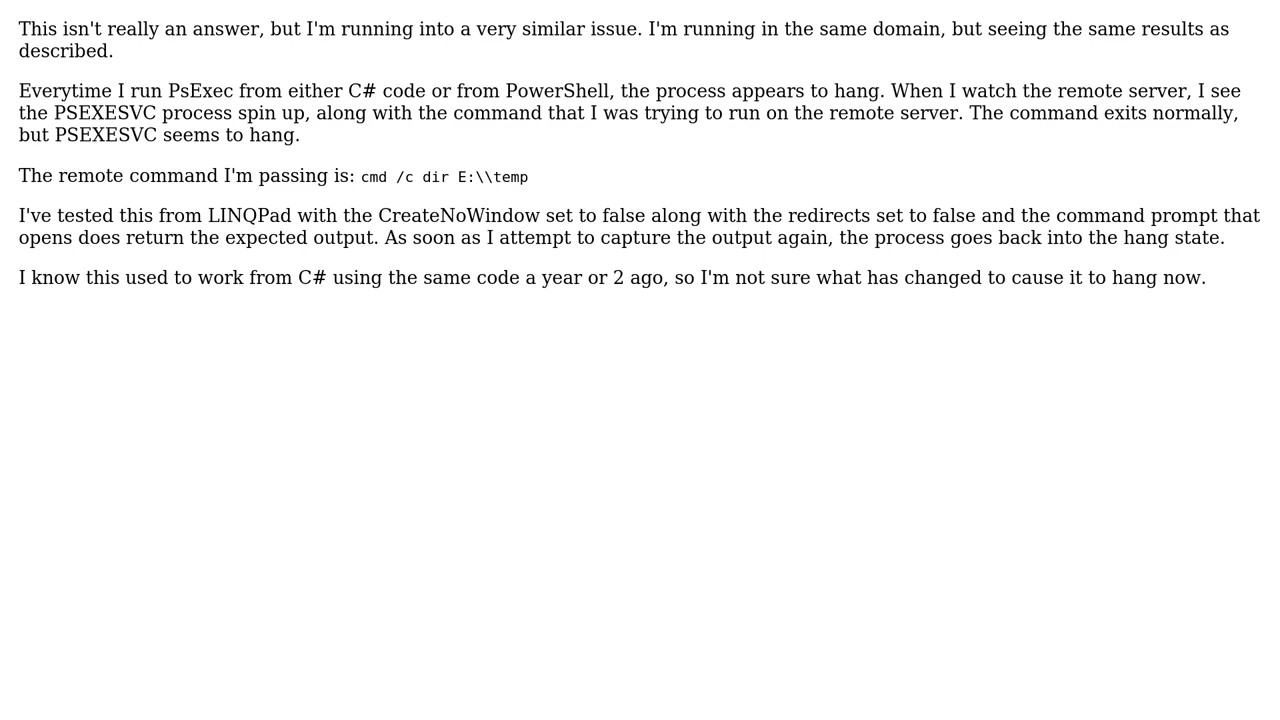 This isn't really an answer, but I'm running into a very similar issue. I'm running in the same domain, but seeing the same results as
described.
Everytime I run PsExec from either C# code or from PowerShell, the process appears to hang. When I watch the remote server, I see
the PSEXESVC process spin up, along with the command that I was trying to run on the remote server. The command exits normally,
but PSEXESVC seems to hang.
The remote command I'm passing is: cmd /c dir E:\\temp
I've tested this from LINQPad with the CreateNoWindow set to false along with the redirects set to false and the command prompt that
opens does return the expected output. As soon as I attempt to capture the output again, the process goes back into the hang state.
I know this used to work from C# using the same code a year or 2 ago, so I'm not sure what has changed to cause it to hang now.